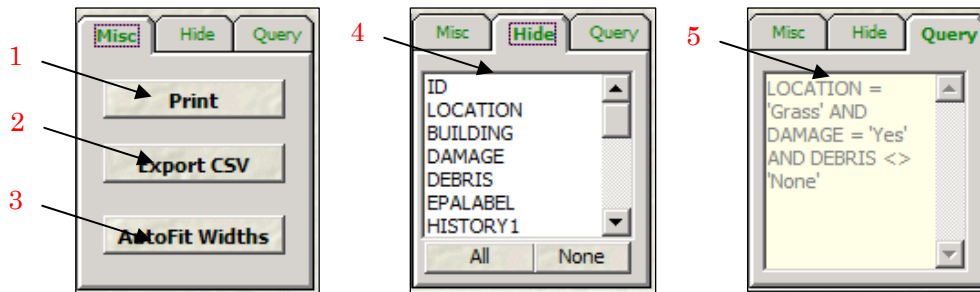 Misc Hide Query
1
Print
2
Export CSV
3
AutoFit Widths
4
Misc Hide Query
ID
LOCATION
BUILDING
DAMAGE
DEBRIS
EPALABEL
HISTORY1
All None
5
Misc Hide Query
LOCATION =
'Grass' AND
DAMAGE = 'Yes'
AND DEBRIS <>
'None'